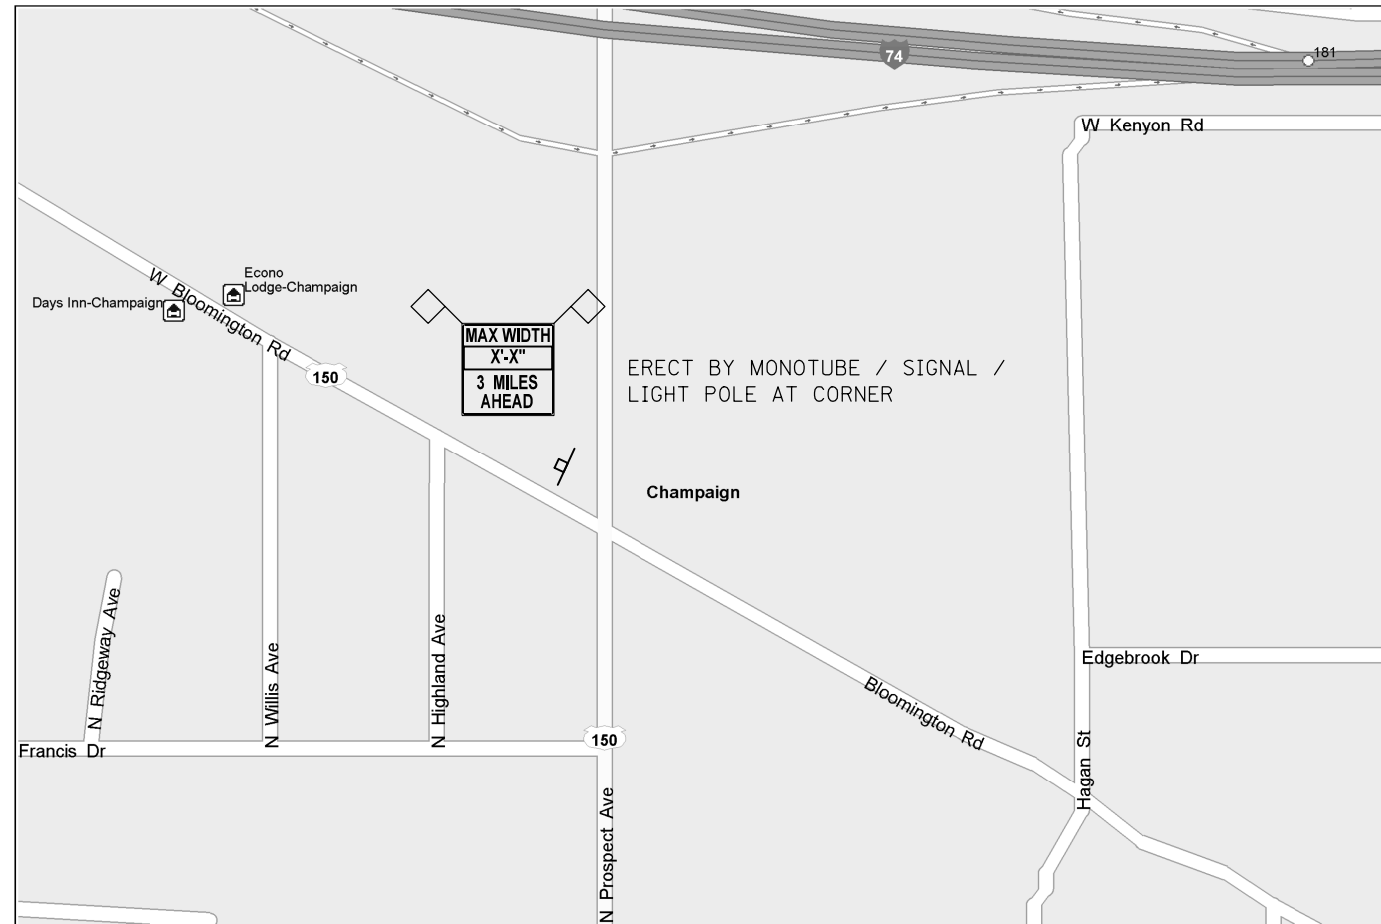 74
181
W Kenyon Rd
Econo
Lodge-Champaign
Days Inn-Champaign
W Bloomington Rd
MAX WIDTH
X'-X"
3 MILES
AHEAD
ERECT BY MONOTUBE / SIGNAL /
LIGHT POLE AT CORNER
150
Champaign
N Ridgeway Ave
N Willis Ave
N Highland Ave
Edgebrook Dr
Bloomington Rd
150
Francis Dr
Hagan St
N Prospect Ave